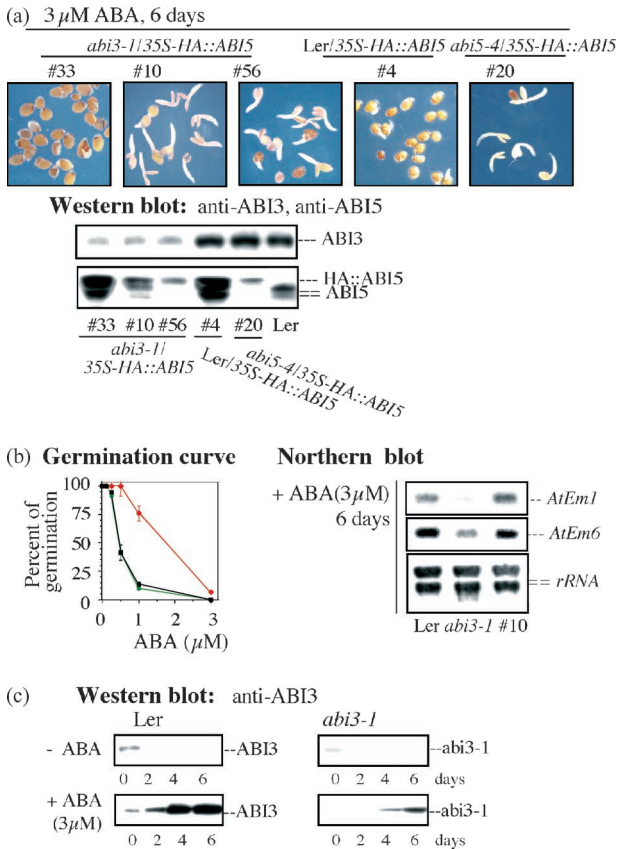 (a) 3 µM ABA, 6 days
abi3-1/35S-HA::ABI5 Ler/35S-HA::ABI5 abi5-4/35S-HA::ABI5
#33 #10 #56 #4 #20
Western blot: anti-ABI3, anti-ABI5
--- ABI3
--- HA::ABI5
== ABI5
#33 #10 #56 #4 #20 Ler
abi3-1/
35S-HA::ABI5
Ler/35S-HA::ABI5
abi5-4/35S-HA::ABI5
(b) Germination curve Northern blot
Percent of
germination
100
75
50
25
0
0 1 2 3
ABA (µM)
+ ABA(3µM)
6 days
-- AtEm1
--- AtEm6
== rRNA
Ler abi3-1 #10
(c) Western blot: anti-ABI3
Ler abi3-1
- ABA --ABI3 --abi3-1
0 2 4 6 0 2 4 6 days
+ ABA
(3µM)
--ABI3 --abi3-1
0 2 4 6 0 2 4 6 days